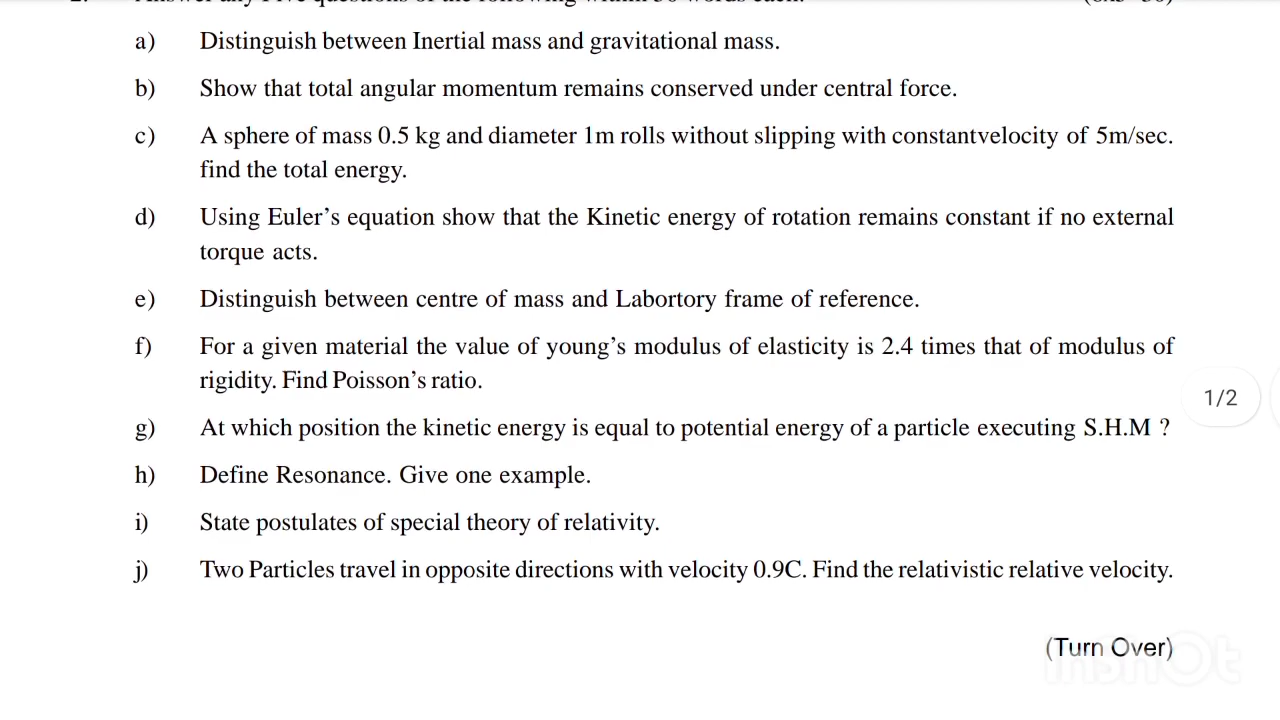 a) Distinguish between Inertial mass and gravitational mass.
b) Show that total angular momentum remains conserved under central force.
c) A sphere of mass 0.5 kg and diameter 1m rolls without slipping with constantvelocity of 5m/sec.
find the total energy.
d) Using Euler’s equation show that the Kinetic energy of rotation remains constant if no external
torque acts.
e) Distinguish between centre of mass and Labortory frame of reference.
f) For a given material the value of young’s modulus of elasticity is 2.4 times that of modulus of
rigidity. Find Poisson’s ratio.
1/2
g) At which position the kinetic energy is equal to potential energy of a particle executing S.H.M ?
h) Define Resonance. Give one example.
i) State postulates of special theory of relativity.
j) Two Particles travel in opposite directions with velocity 0.9C. Find the relativistic relative velocity.
(Turn Over)
InShOt